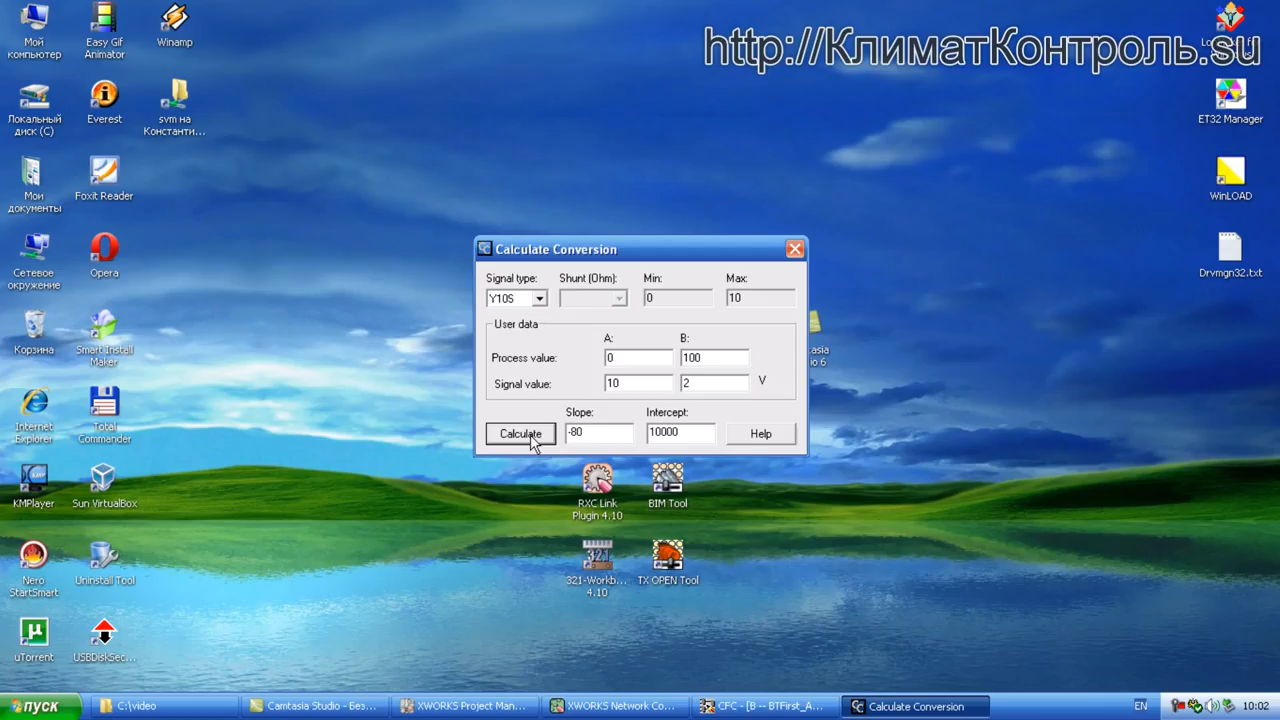 http://КлиматКонтроль.su
Мой
компьютер
Easy Gif
Animator
Winamp
Локальный
диск (C)
Everest
svm на
Константи...
ET32 Manager
Мои
документы
Foxit Reader
WinLOAD
Сетевое
окружение
Opera
Drvmgn32.txt
Корзина
Smart Install
Maker
Internet
Explorer
Total
Commander
KMPlayer
Sun VirtualBox
Nero
StartSmart
Uninstall Tool
uTorrent
USBDiskSec...
Calculate Conversion
Signal type:
Shunt (Ohm):
Min:
Max:
Y10S
0
10
User data
A:
B:
Process value:
0
100
Signal value:
10
2
V
Slope:
Intercept:
Calculate
-80
10000
Help
RXC Link
Plugin 4.10
BIM Tool
321-Workb...
4.10
TX OPEN Tool
пуск
C:\video
Camtasia Studio - Без...
XWORKS Project Man...
XWORKS Network Co...
CFC - [B -- BTFirst_A...
Calculate Conversion
EN
10:02